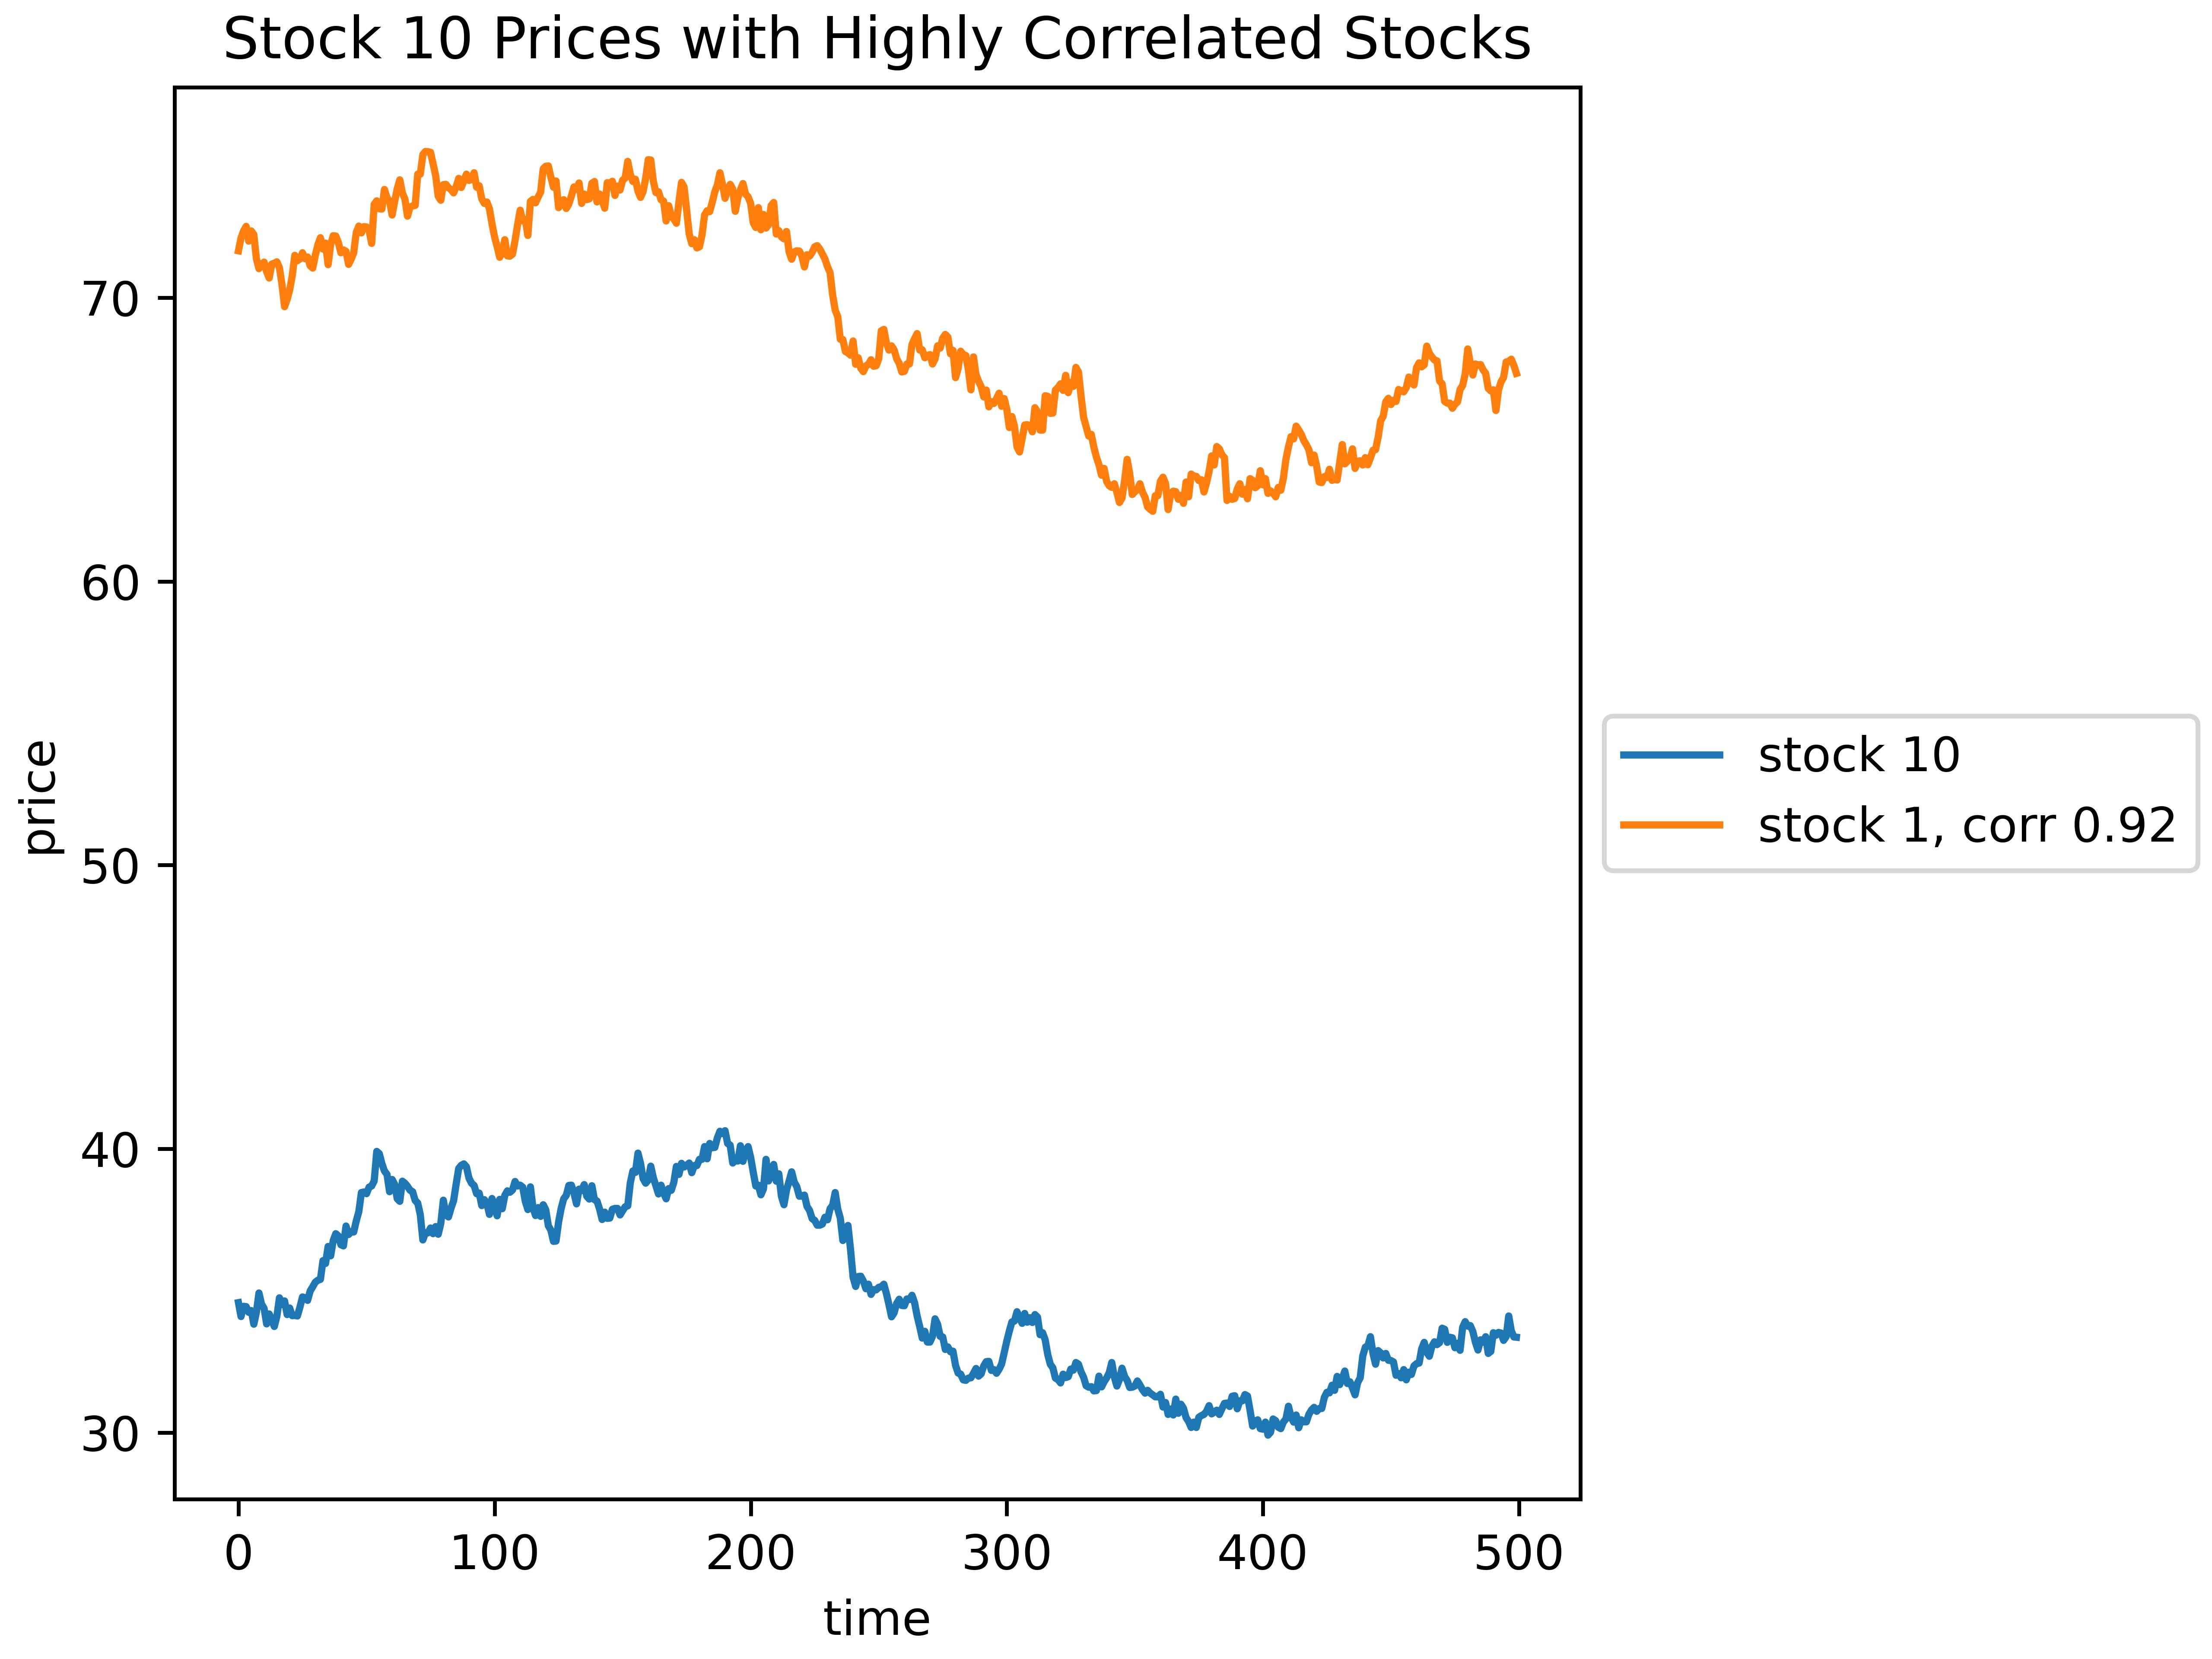 Stock 10 Prices with Highly Correlated Stocks
price
70
60
50
40
30
0 100 200 300 400 500
time
stock 10
stock 1, corr 0.92